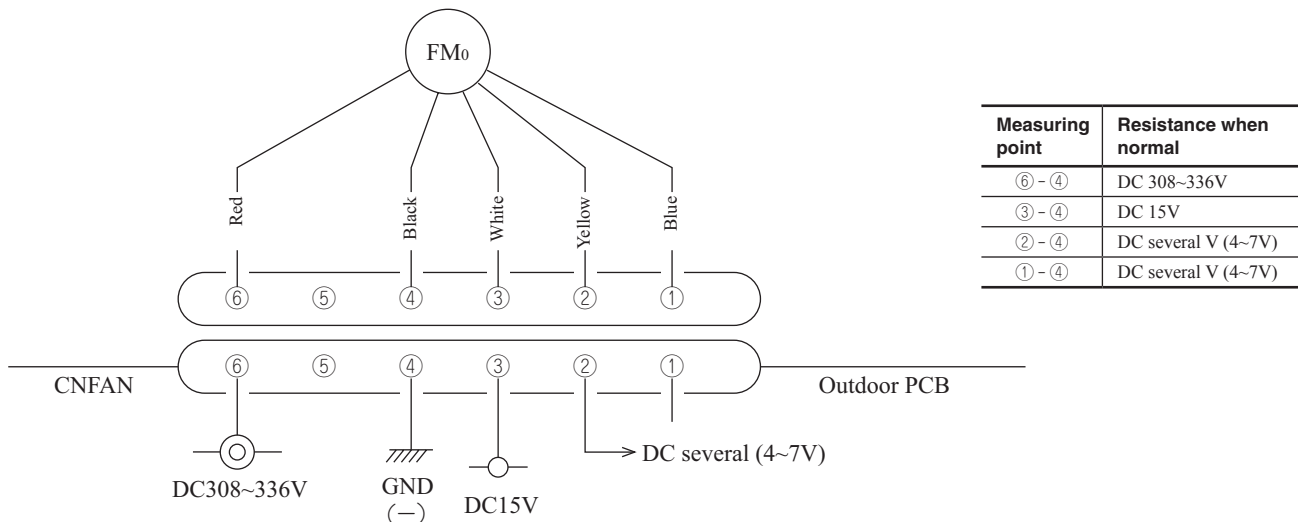 FM0
Red
Black
White
Yellow
Blue
⑥ ⑤ ④ ③ ② ①
⑥ ⑤ ④ ③ ② ①
CNFAN
Outdoor PCB
DC308~336V
GND
(—)
DC15V
DC several (4~7V)
Measuring point
Resistance when normal
⑥ - ④ DC 308~336V
③ - ④ DC 15V
② - ④ DC several V (4~7V)
① - ④ DC several V (4~7V)